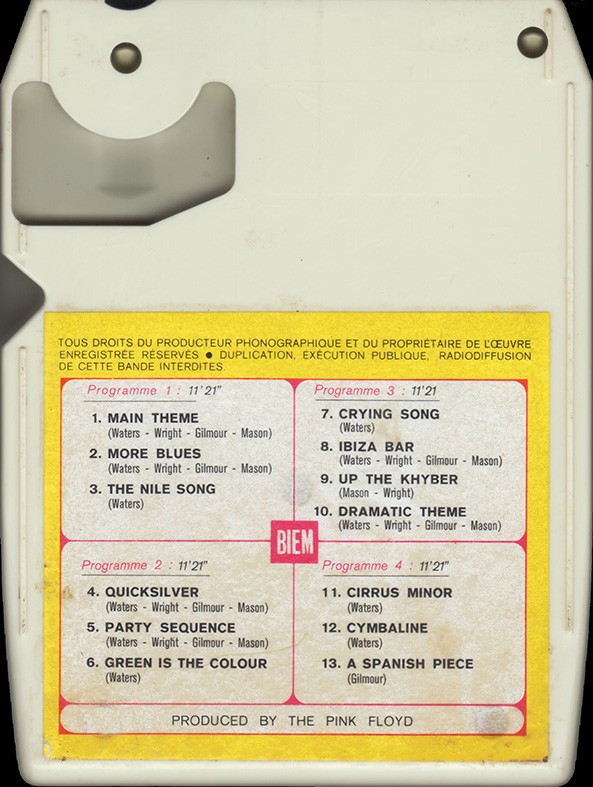 TOUS DROITS DU PRODUCTEUR PHONOGRAPHIQUE ET DU PROPRIÉTAIRE DE L'ŒUVRE
ENREGISTRÉE RÉSERVÉS ● DUPLICATION, EXÉCUTION PUBLIQUE, RADIODIFFUSION
DE CETTE BANDE INTERDITES.
Programme 1 : 11'21"
1. MAIN THEME
(Waters - Wright - Gilmour - Mason)
2. MORE BLUES
(Waters - Wright - Gilmour - Mason)
3. THE NILE SONG
(Waters)
Programme 2 : 11'21"
4. QUICKSILVER
(Waters - Wright - Gilmour - Mason)
5. PARTY SEQUENCE
(Waters - Wright - Gilmour - Mason)
6. GREEN IS THE COLOUR
(Waters)
Programme 3 : 11'21
7. CRYING SONG
(Waters)
8. IBIZA BAR
(Waters - Wright - Gilmour - Mason)
9. UP THE KHYBER
(Mason - Wright)
10. DRAMATIC THEME
(Waters - Wright - Gilmour - Mason)
BIEM
Programme 4 : 11'21"
11. CIRRUS MINOR
(Waters)
12. CYMBALINE
(Waters)
13. A SPANISH PIECE
(Gilmour)
PRODUCED BY THE PINK FLOYD